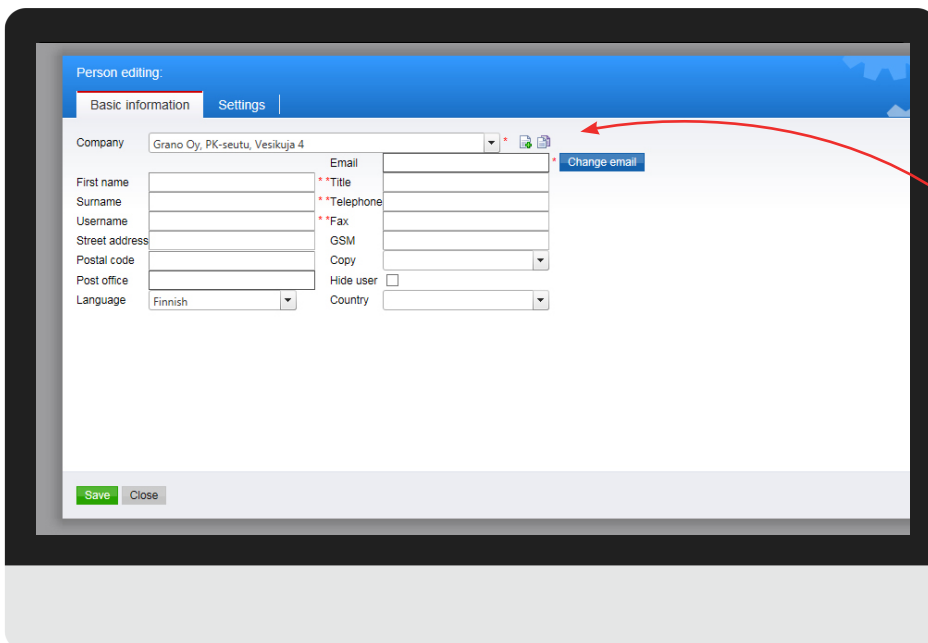 Person editing:
Basic information Settings
Company Grano Oy, PK-seutu, Vesikuja 4 *
Email * Change email
First name * *Title
Surname * *Telephone
Username * *Fax
Street address GSM
Postal code Copy
Post office Hide user
Language Finnish Country
Save Close